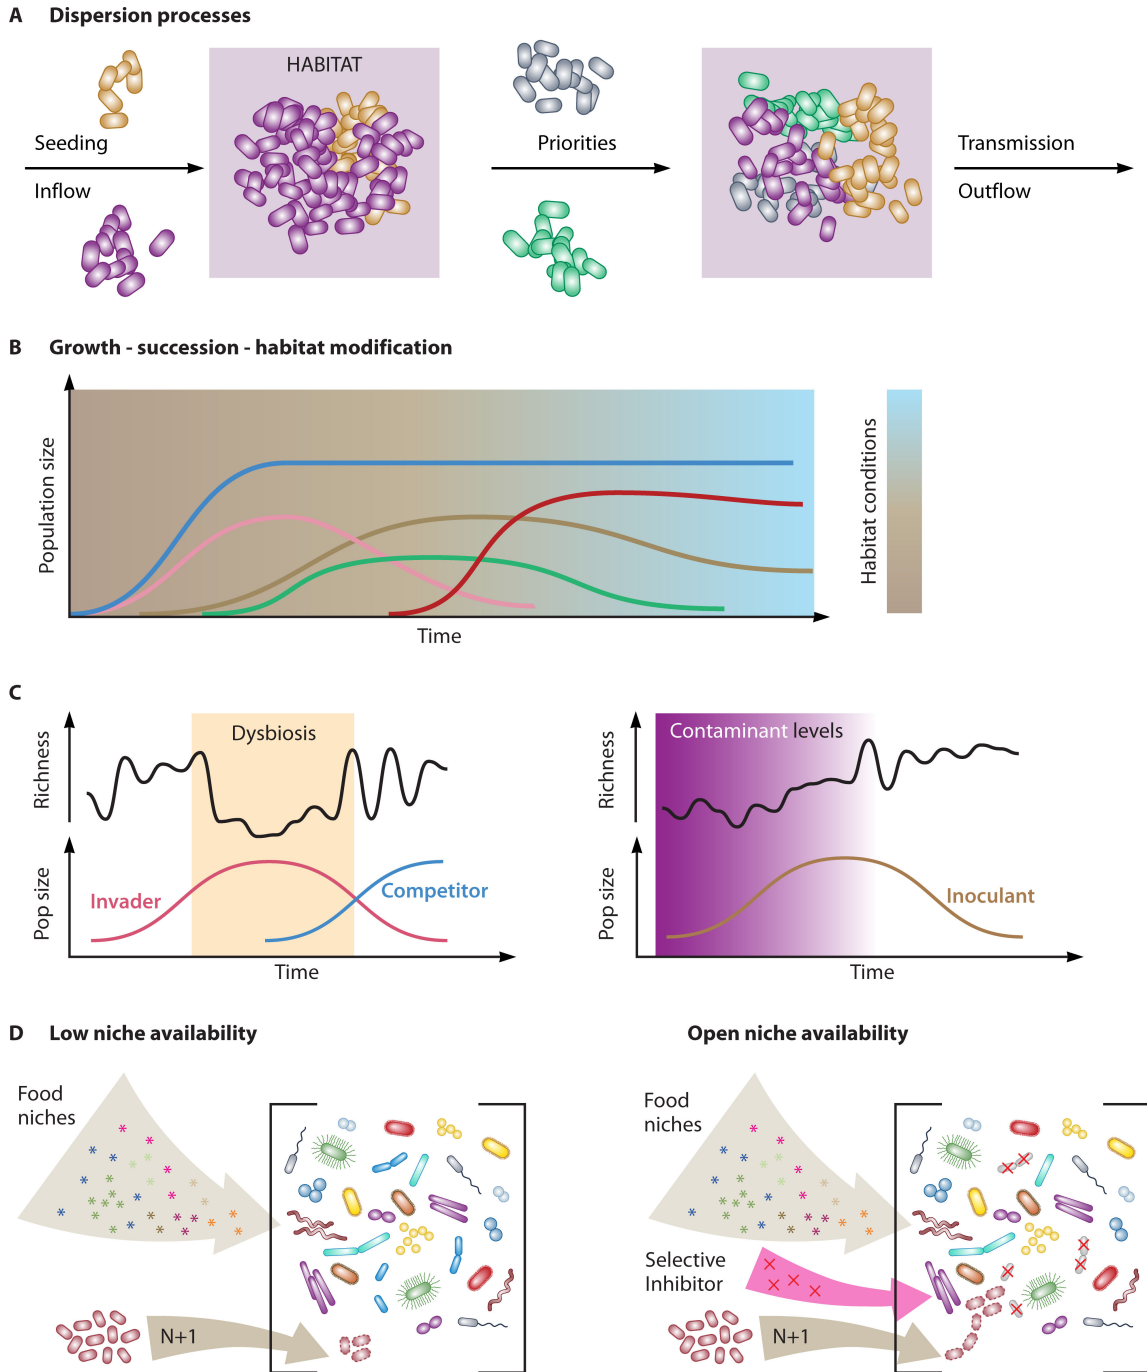 A Dispersion processes
HABITAT
Seeding
Inflow
Priorities
Transmission
Outflow
B Growth - succession - habitat modification
Population size
Time
Habitat conditions
C
Richness
Dysbiosis
Pop size
Invader
Competitor
Time
Richness
Contaminant levels
Pop size
Inoculant
Time
D Low niche availability
Food
niches
N+1
Open niche availability
Food
niches
Selective
Inhibitor
N+1